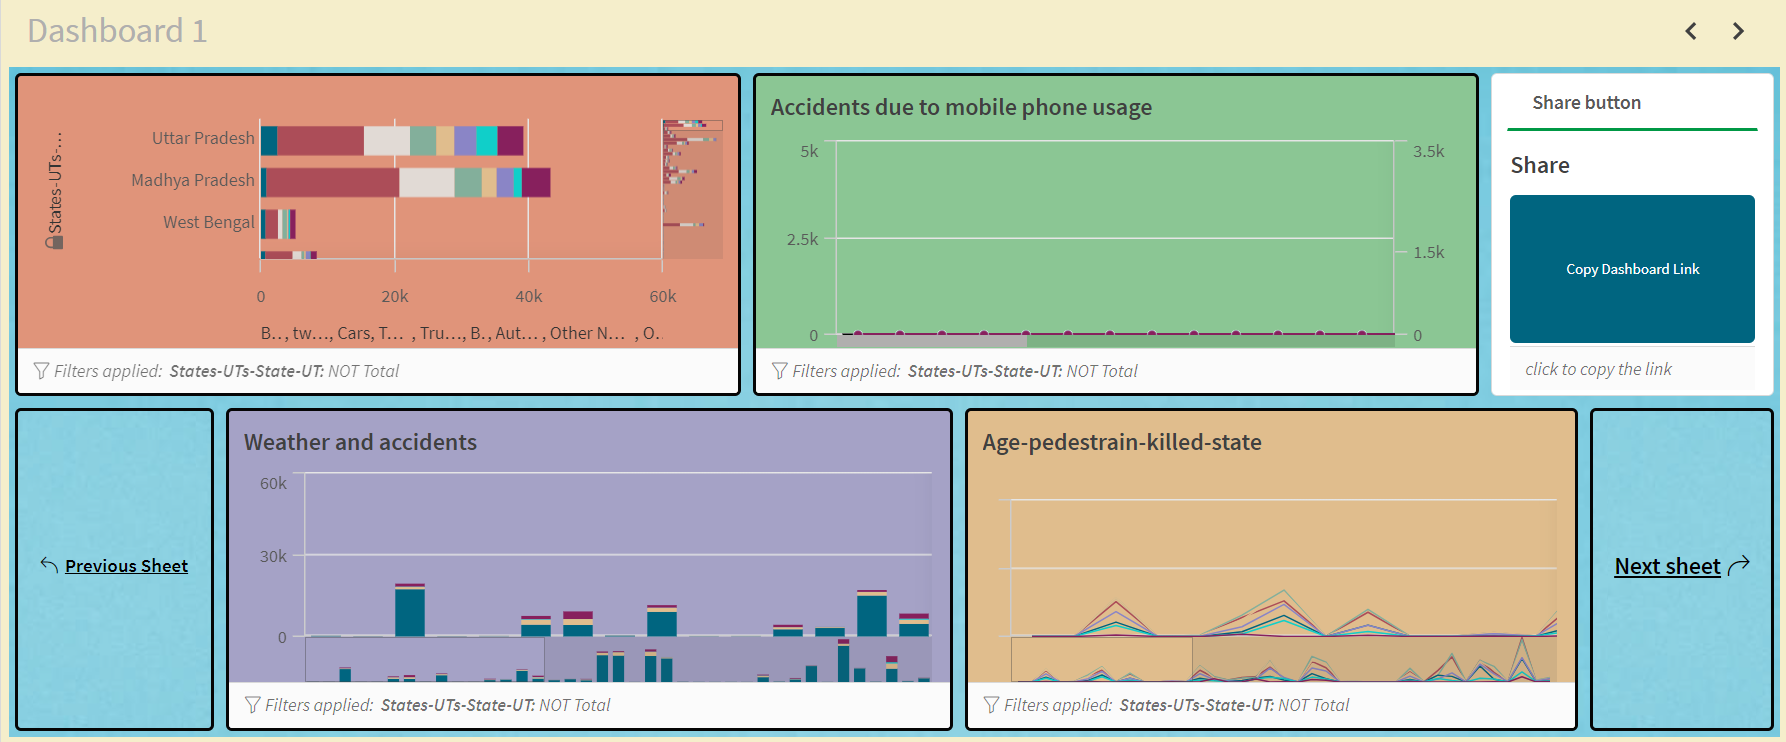 Dashboard 1
States-UTs-...
Uttar Pradesh
Madhya Pradesh
West Bengal
0 20k 40k 60k
B.., tw..., Cars, T... , Tru..., B., Aut... , Other N... , O.
Filters applied: States-UTs-State-UT: NOT Total
Accidents due to mobile phone usage
5k
2.5k
0
3.5k
1.5k
0
Filters applied: States-UTs-State-UT: NOT Total
Share button
Share
Copy Dashboard Link
click to copy the link
Previous Sheet
Weather and accidents
60k
30k
0
Filters applied: States-UTs-State-UT: NOT Total
Age-pedestrain-killed-state
Filters applied: States-UTs-State-UT: NOT Total
Next sheet